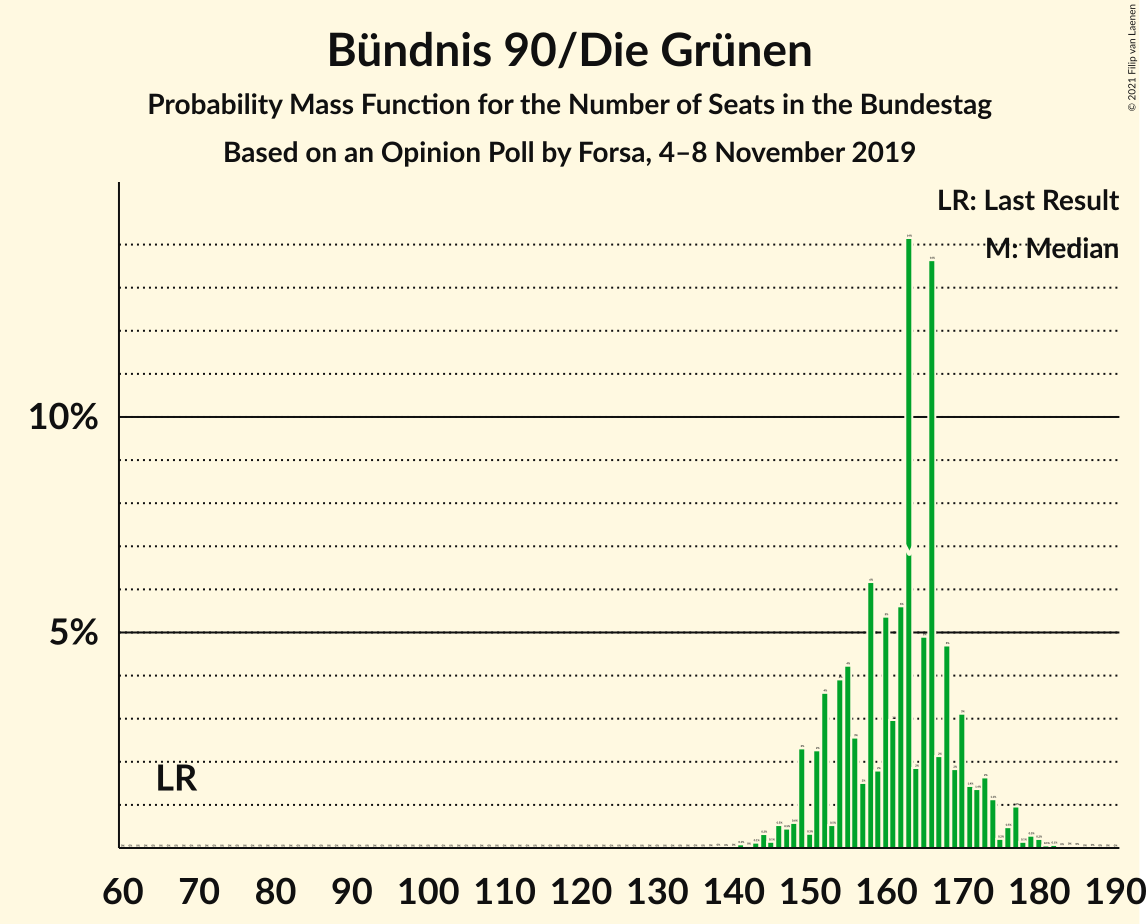 Bündnis 90/Die Grünen
Probability Mass Function for the Number of Seats in the Bundestag
Based on an Opinion Poll by Forsa, 4–8 November 2019
© 2021 Filip van Laenen
LR: Last Result
M: Median
10%
5%
LR
60 70 80 90 100 110 120 130 140 150 160 170 180 190